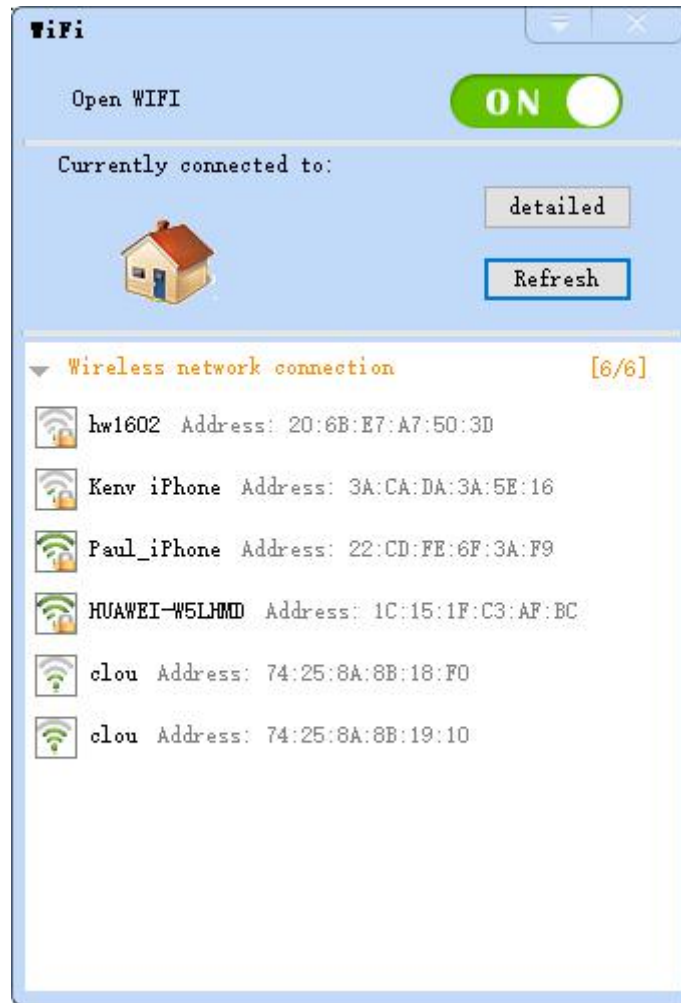 WiFi
Open WIFI ON
Currently connected to:
detailed
Refresh
Wireless network connection [6/6]
hw1602 Address: 20:6B:E7:A7:50:3D
Kenv iPhone Address: 3A:CA:DA:3A:5E:16
Paul_iPhone Address: 22:CD:FE:6F:3A:F9
HUAWEI-W5LHMD Address: 1C:15:1F:C3:AF:BC
clou Address: 74:25:8A:8B:18:F0
clou Address: 74:25:8A:8B:19:10